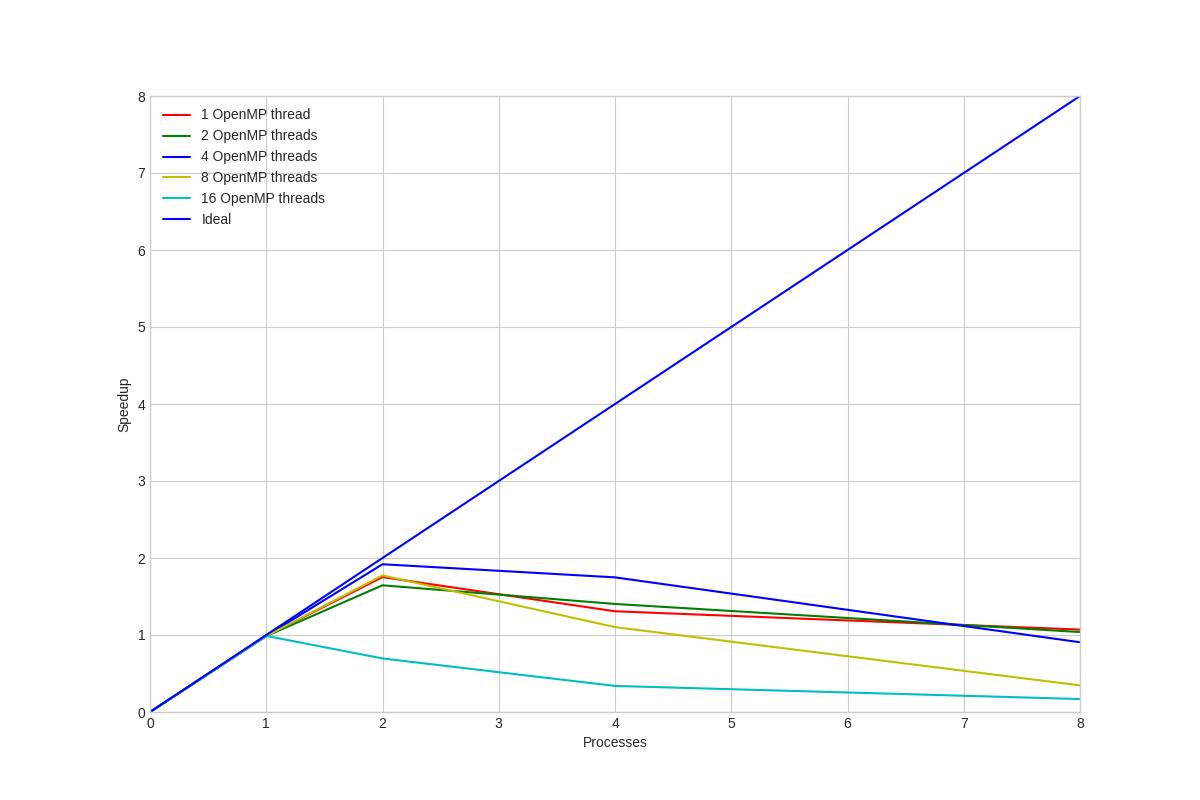 8
1 OpenMP thread
2 OpenMP threads
4 OpenMP threads
7
8 OpenMP threads
16 OpenMP threads
Ideal
6
5
Speedup
4
3
2
1
0
0 1 2 3 4 5 6 7 8
Processes